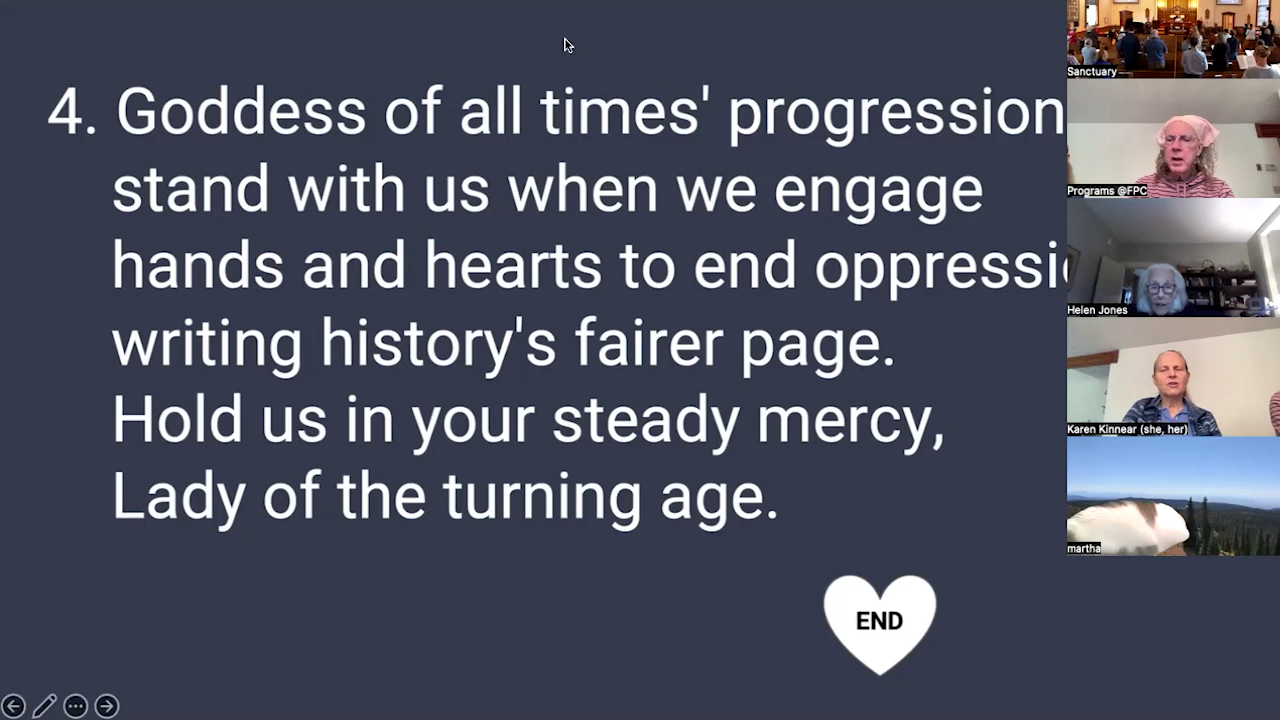 4. Goddess of all times' progression
stand with us when we engage
hands and hearts to end oppressi
writing history's fairer page.
Hold us in your steady mercy,
Lady of the turning age.
END
Sanctuary
Programs @FPC
Helen Jones
Karen Kinnear (she, her)
martha